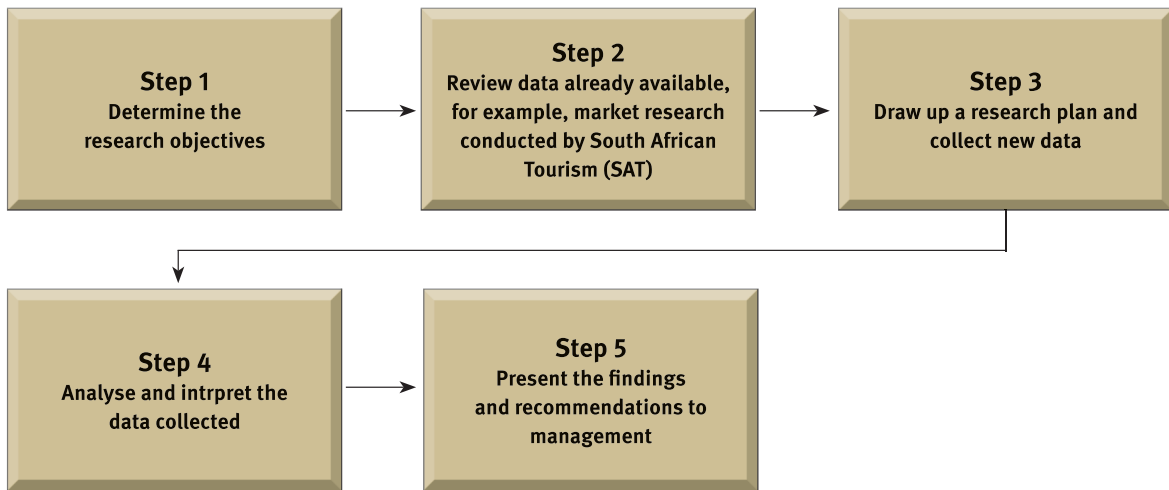 Step 1
Determine the
research objectives
Step 2
Review data already available,
for example, market research
conducted by South African
Tourism (SAT)
Step 3
Draw up a research plan and
collect new data
Step 4
Analyse and intrpret the
data collected
Step 5
Present the findings
and recommendations to
management